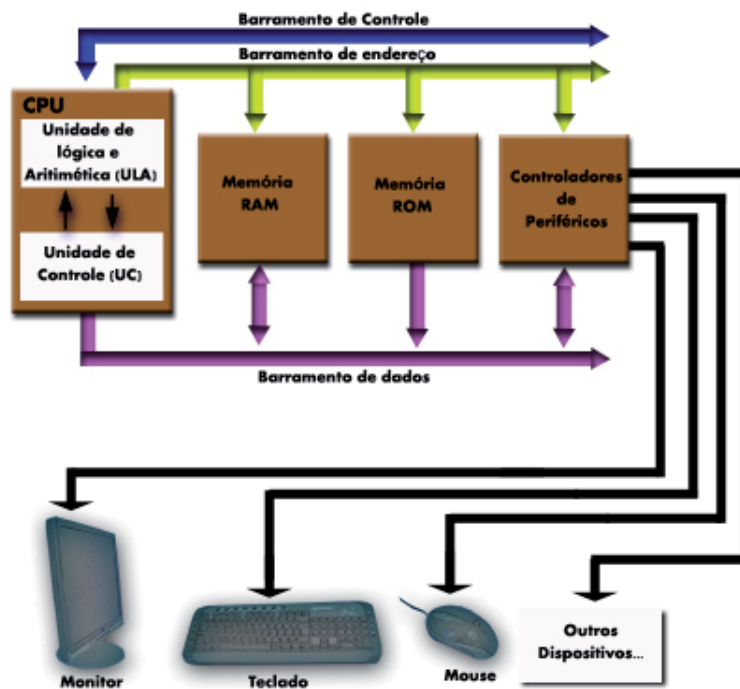 Barramento de Controle
Barramento de endereço
CPU
Unidade de
lógica e
Aritimética (ULA)
Unidade de
Controle (UC)
Memória
RAM
Memória
ROM
Controladores
de
Periféricos
Barramento de dados
Monitor
Teclado
Mouse
Outros
Dispositivos...